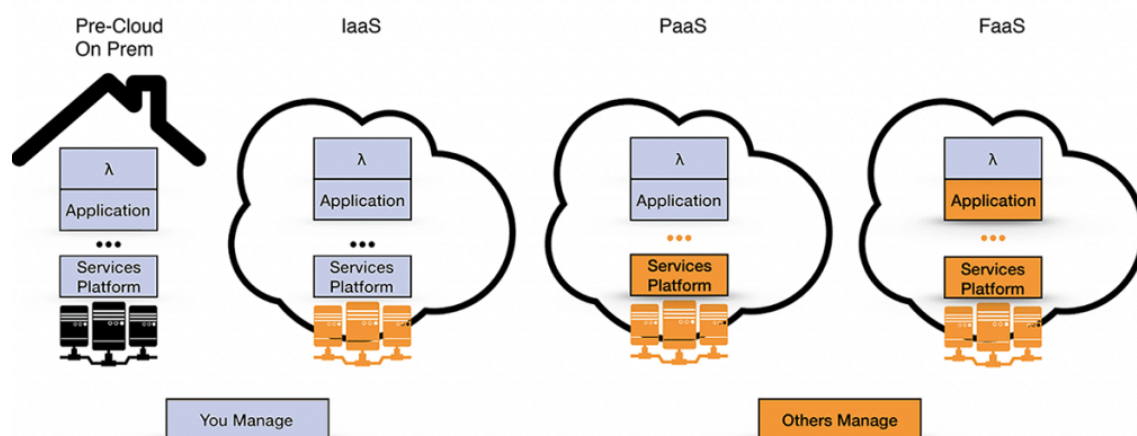 Pre-Cloud
On Prem
IaaS
PaaS
FaaS
λ
Application
•••
Services
Platform
λ
Application
•••
Services
Platform
λ
Application
•••
Services
Platform
λ
Application
•••
Services
Platform
You Manage
Others Manage